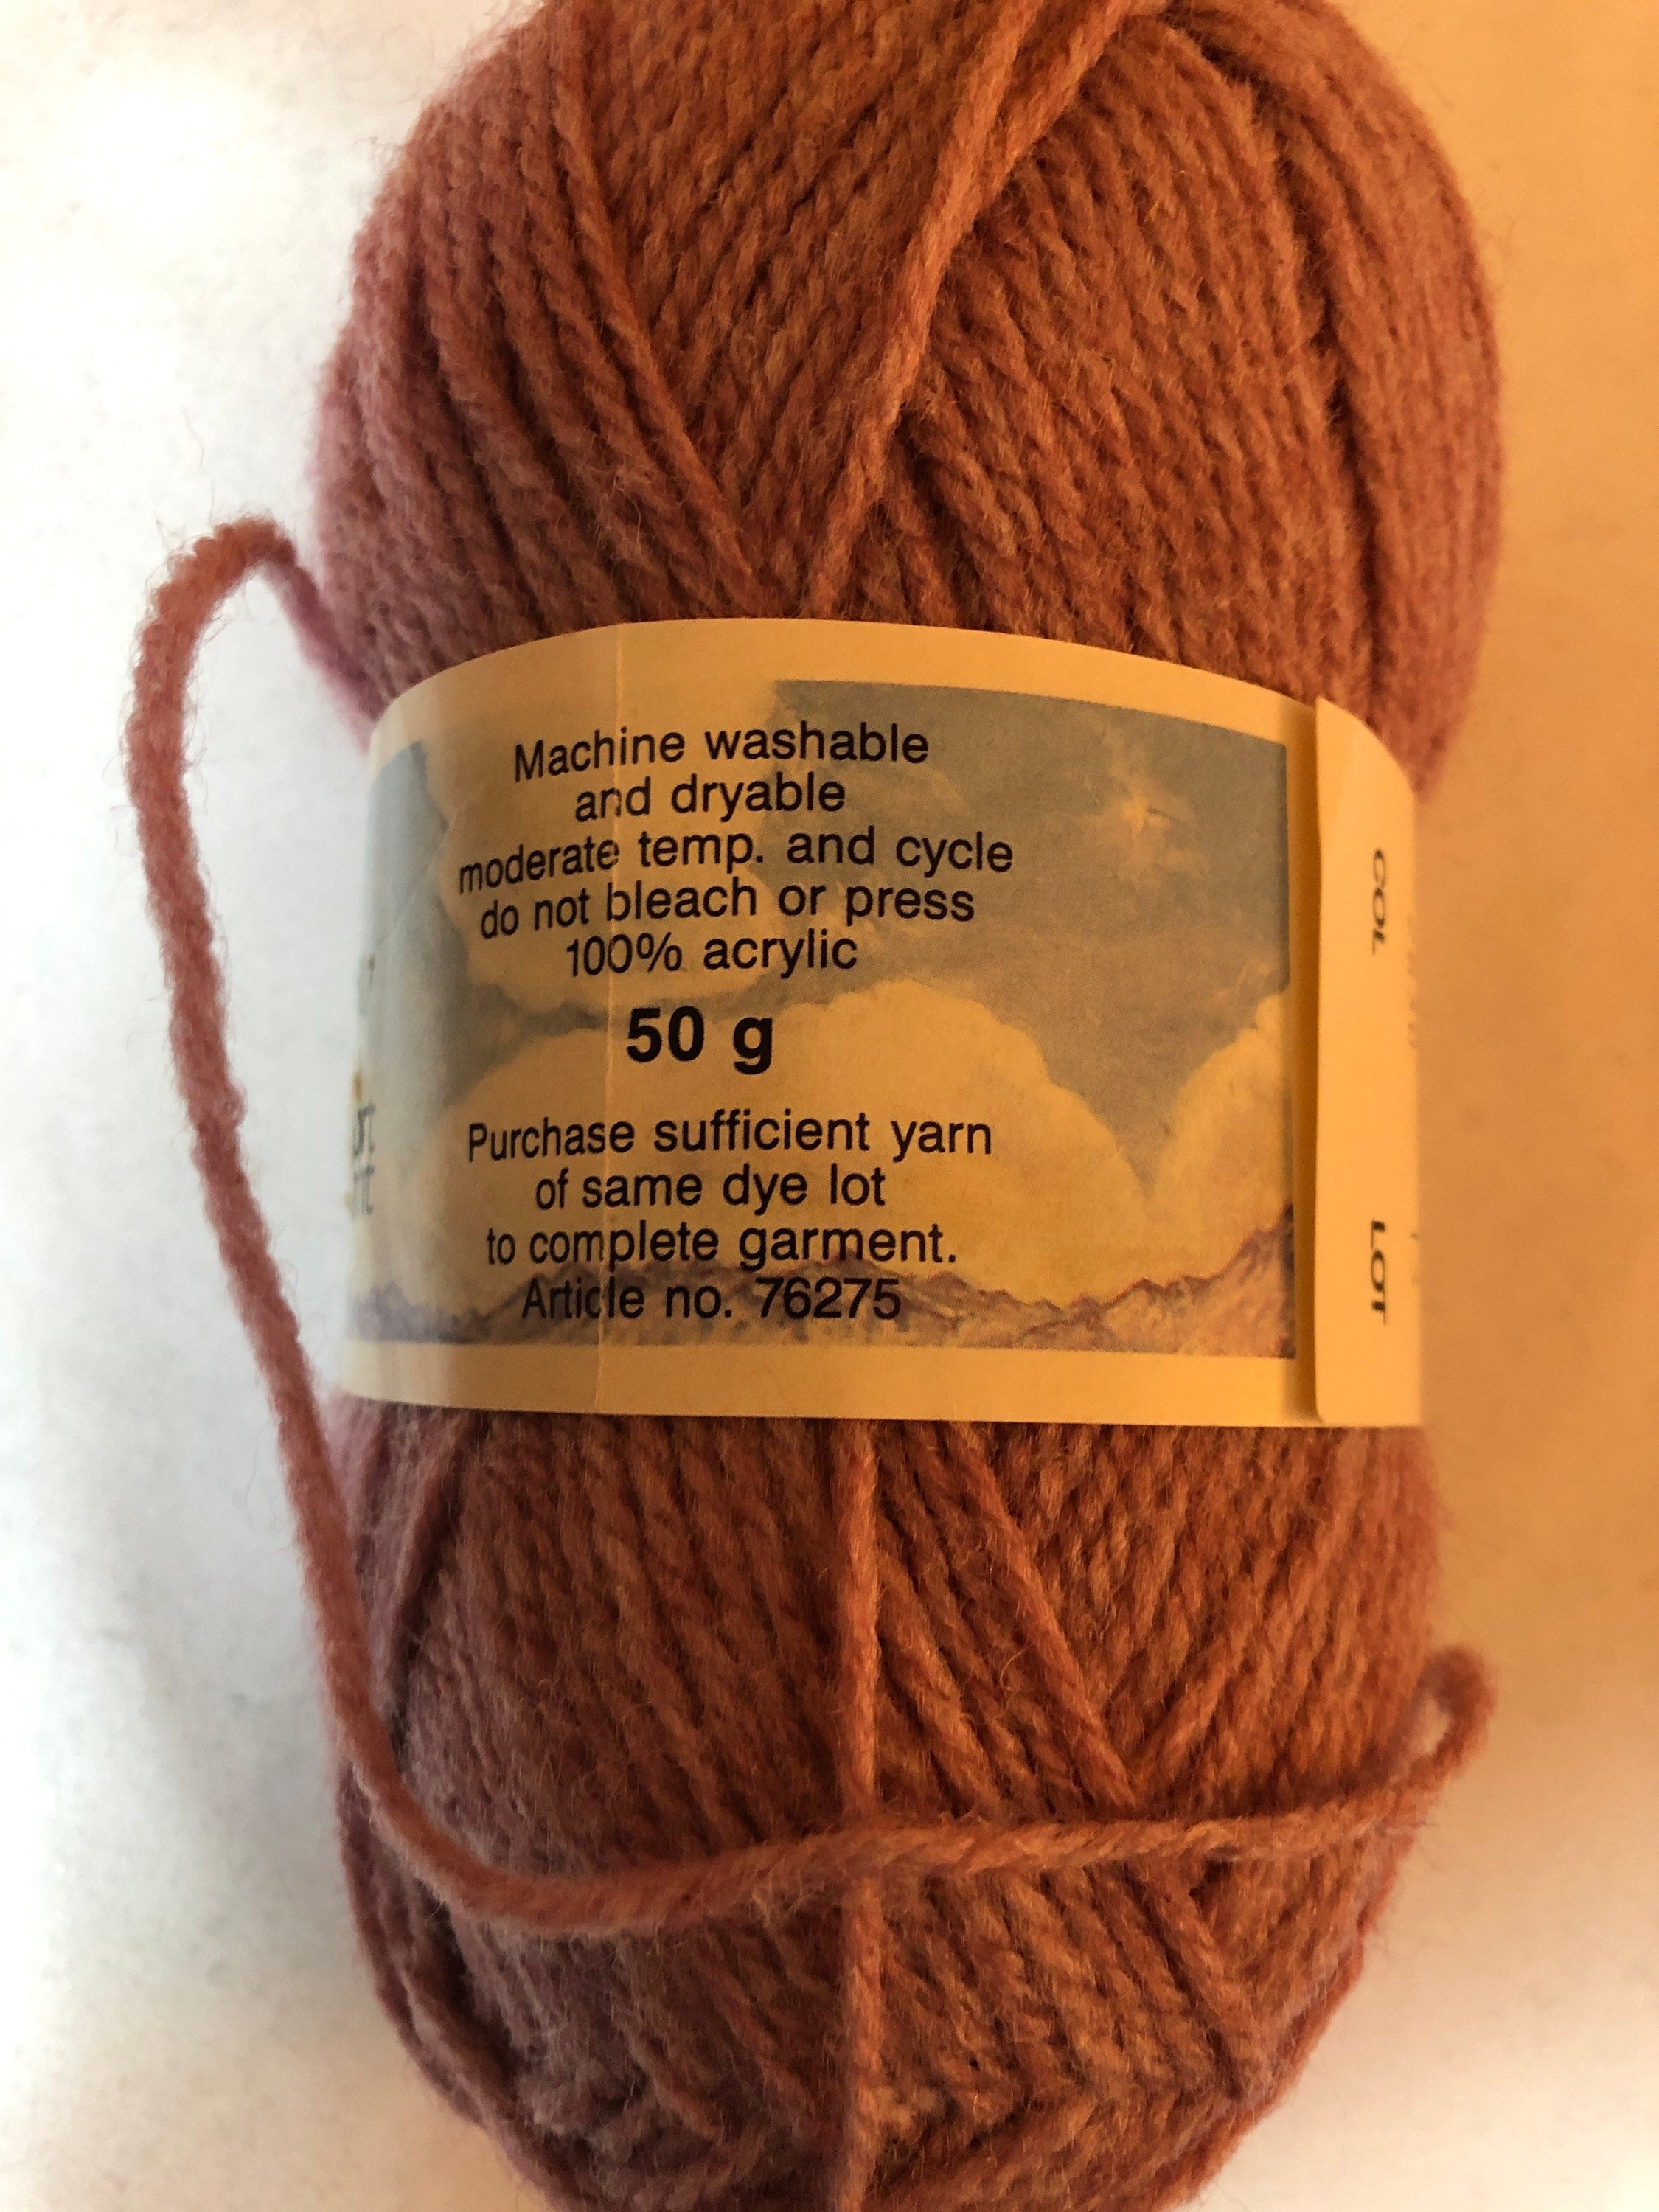 Machine washable
and dryable
moderate temp. and cycle
do not bleach or press
100% acrylic
50 g
Purchase sufficient yarn
of same dye lot
to complete garment.
Article no. 76275
COL
LOT